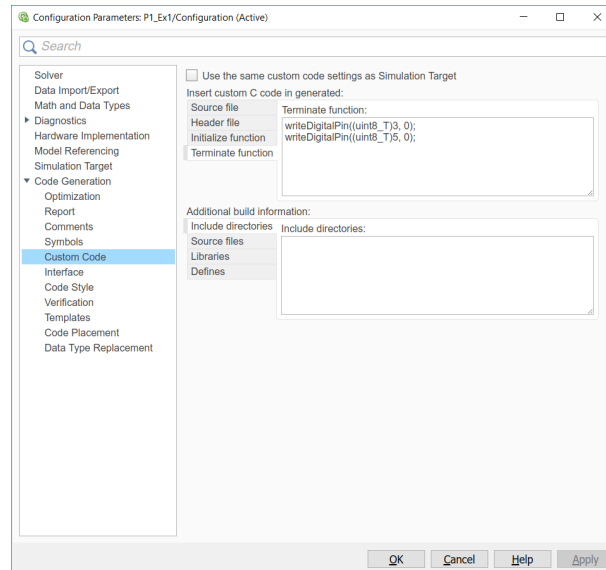 Configuration Parameters: P1_Ex1/Configuration (Active)
Search
Solver
Data Import/Export
Math and Data Types
Diagnostics
Hardware Implementation
Model Referencing
Simulation Target
Code Generation
Optimization
Report
Comments
Symbols
Custom Code
Interface
Code Style
Verification
Templates
Code Placement
Data Type Replacement
Use the same custom code settings as Simulation Target
Insert custom C code in generated:
Source file
Header file
Initialize function
Terminate function
Terminate function:
writeDigitalPin((uint8_T)3, 0);
writeDigitalPin((uint8_T)5, 0);
Additional build information:
Include directories
Source files
Libraries
Defines
Include directories:
OK
Cancel
Help
Apply